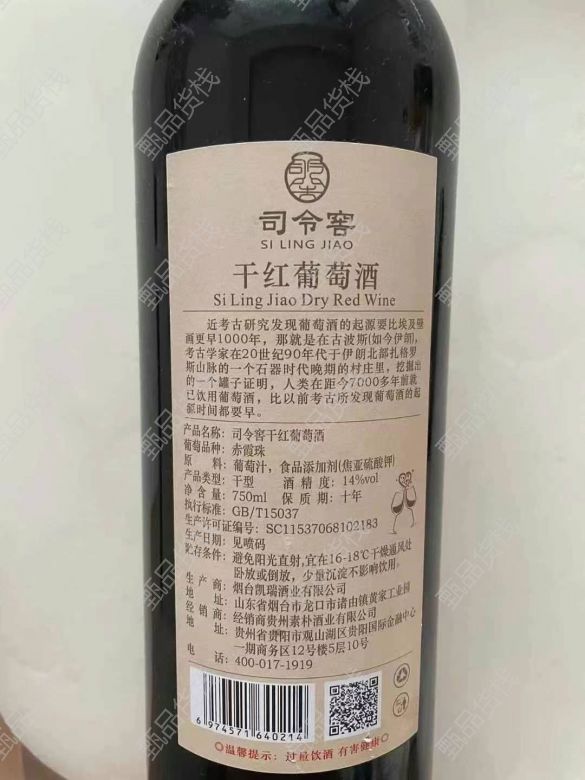 司令窖
SI LING JIAO
干红葡萄酒
Si Ling Jiao Dry Red Wine
近考古研究发现葡萄酒的起源要比埃及壁
画更早1000年，那就是在古波斯(如今伊朗)，
考古学家在20世纪90年代于伊朗北部扎格罗
斯山脉的一个石器时代晚期的村庄里，挖掘出
的一个罐子证明，人类在距今7000多年前就
已饮用葡萄酒，比以前考古所发现葡萄酒的起
源时间都要早。
产品名称：司令窖干红葡萄酒
葡萄品种：赤霞珠
原 料：葡萄汁，食品添加剂(焦亚硫酸钾)
产品类型：干型 酒精度：14%vol
净含量：750ml 保质期：十年
执行标准：GB/T15037
生产许可证编号：SC11537068102183
生产日期：见喷码
贮存条件：避免阳光直射,宜在16-18℃干燥通风处
卧放或倒放，少量沉淀不影响饮用。
生产商：烟台凯瑞酒业有限公司
地 址：山东省烟台市龙口市诸由镇黄家工业园
经销商：经销商贵州素朴酒业有限公司
地 址：贵州省贵阳市观山湖区贵阳国际金融中心
一期商务区12号楼5层10号
电 话：400-017-1919
6 974571 640214
温馨提示：过量饮酒 有害健康
甄品货栈